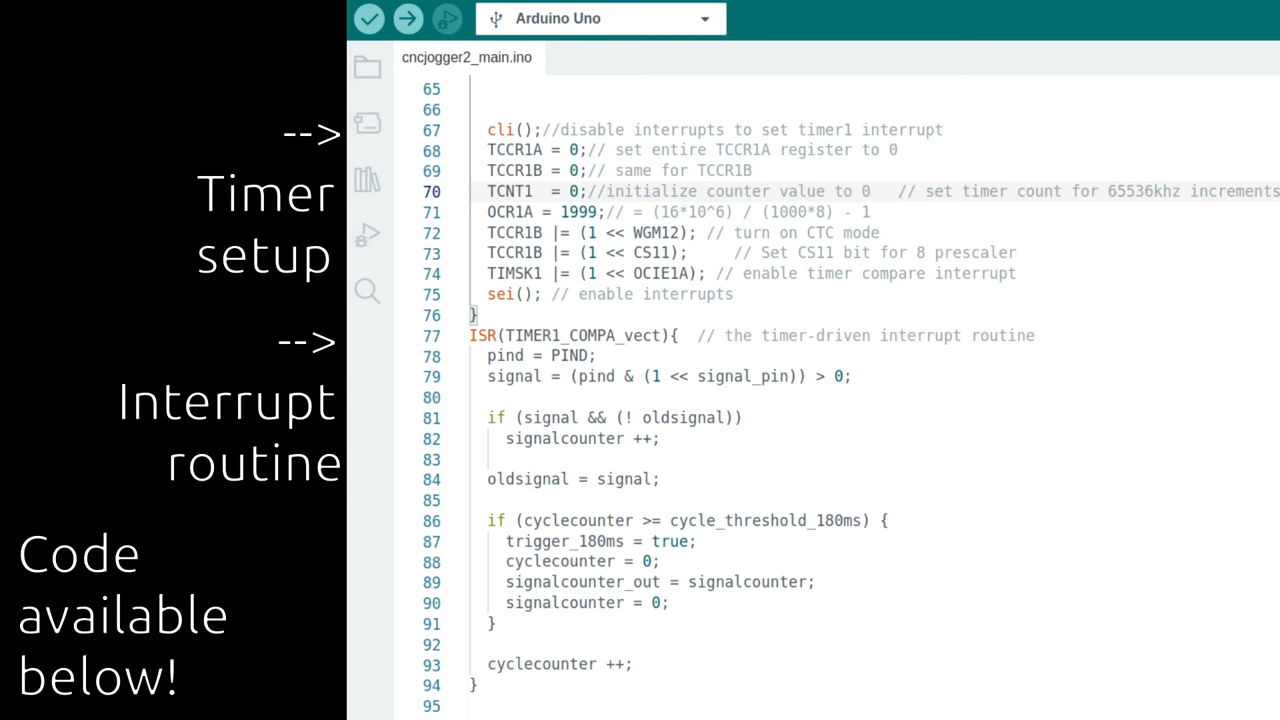 -->
Timer
setup
-->
Interrupt
routine
Code
available
below!
Arduino Uno
cncjogger2_main.ino
65
66
67 cli();//disable interrupts to set timer1 interrupt
68 TCCR1A = 0;// set entire TCCR1A register to 0
69 TCCR1B = 0;// same for TCCR1B
70 TCNT1  = 0;//initialize counter value to 0   // set timer count for 65536khz increments
71 OCR1A = 1999;// = (16*10^6) / (1000*8) - 1
72 TCCR1B |= (1 << WGM12); // turn on CTC mode
73 TCCR1B |= (1 << CS11);     // Set CS11 bit for 8 prescaler
74 TIMSK1 |= (1 << OCIE1A); // enable timer compare interrupt
75 sei(); // enable interrupts
76 }
77 ISR(TIMER1_COMPA_vect){  // the timer-driven interrupt routine
78 pind = PIND;
79 signal = (pind & (1 << signal_pin)) > 0;
80
81 if (signal && (! oldsignal))
82 signalcounter ++;
83
84 oldsignal = signal;
85
86 if (cyclecounter >= cycle_threshold_180ms) {
87 trigger_180ms = true;
88 cyclecounter = 0;
89 signalcounter_out = signalcounter;
90 signalcounter = 0;
91 }
92
93 cyclecounter ++;
94 }
95